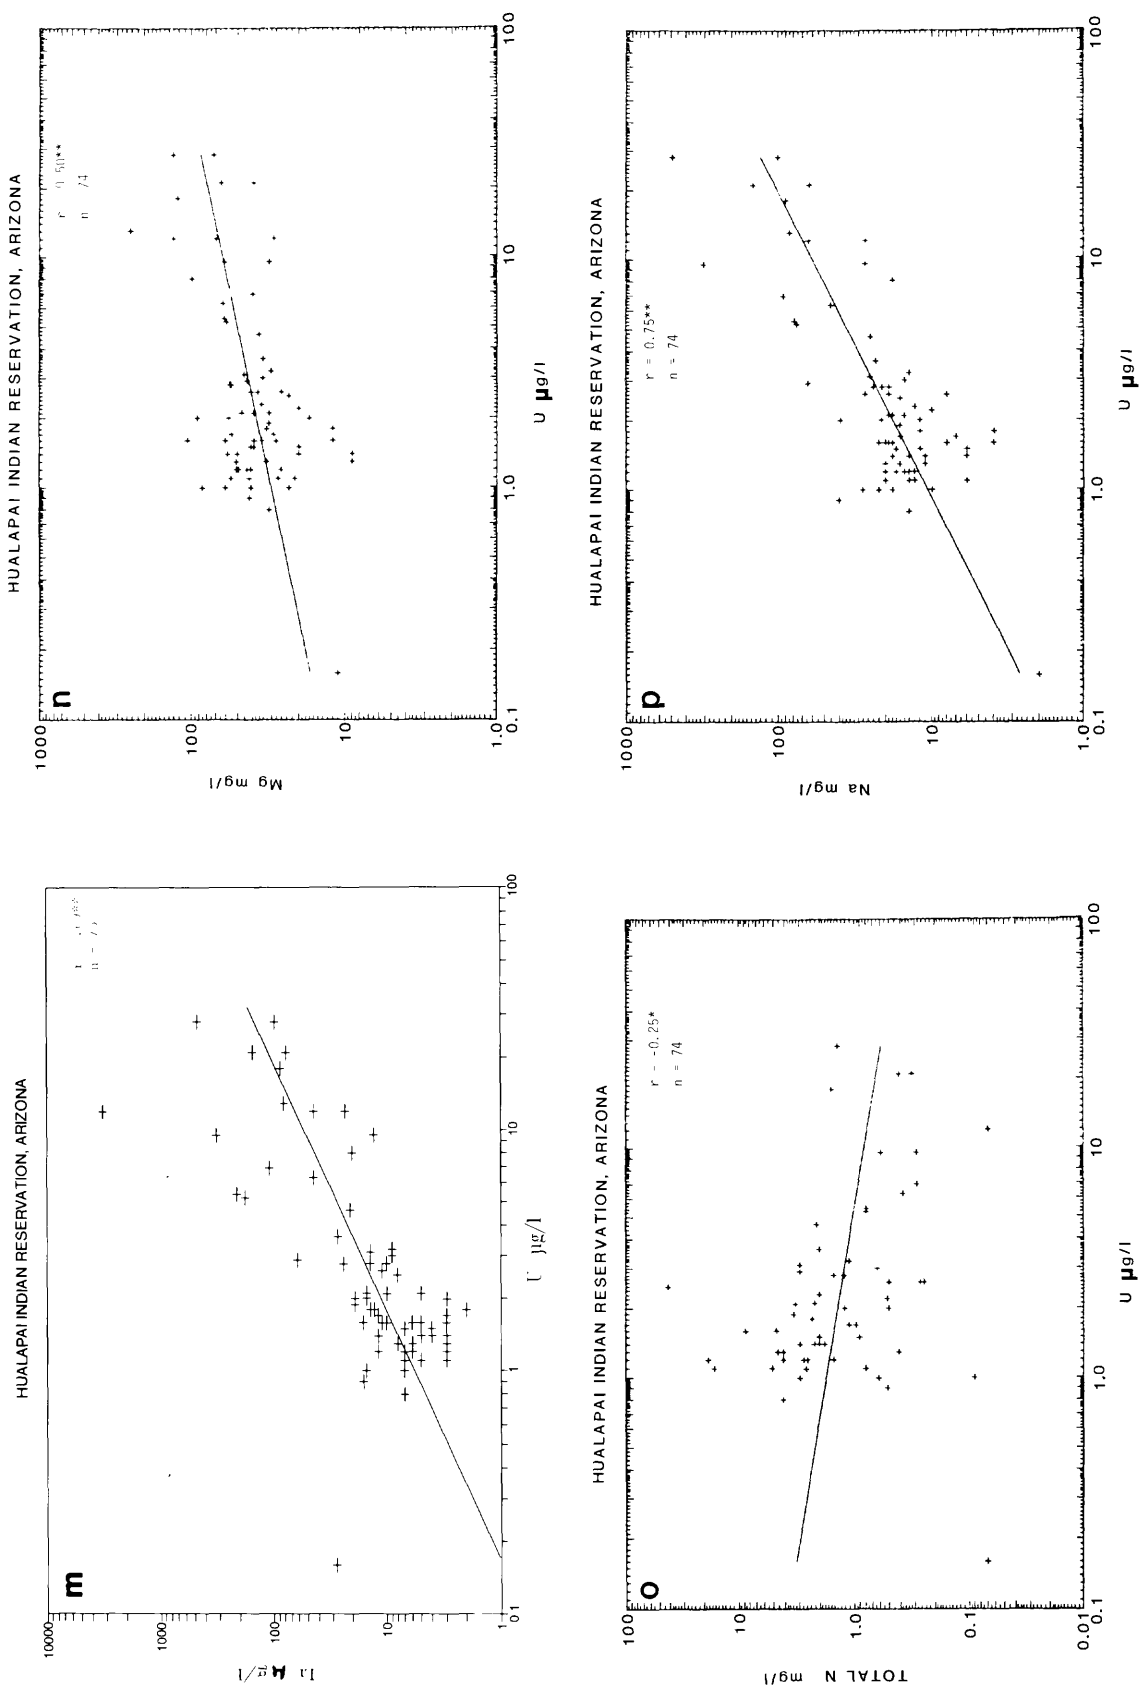 m
HUALAPAI INDIAN RESERVATION, ARIZONA
10000
1000
100
10
1
μg/l
0.1
1
10
100
U μg/l
n
HUALAPAI INDIAN RESERVATION, ARIZONA
n 74
1000
100
10
1.0
Mg mg/l
0.1
1.0
10
100
U μg/l
o
HUALAPAI INDIAN RESERVATION, ARIZONA
r = -0.25*
n = 74
100
10
1.0
0.1
0.01
TOTAL N mg/l
0.1
1.0
10
100
U μg/l
p
HUALAPAI INDIAN RESERVATION, ARIZONA
r = 0.75**
n = 74
1000
100
10
1.0
Na mg/l
0.1
1.0
10
100
U μg/l